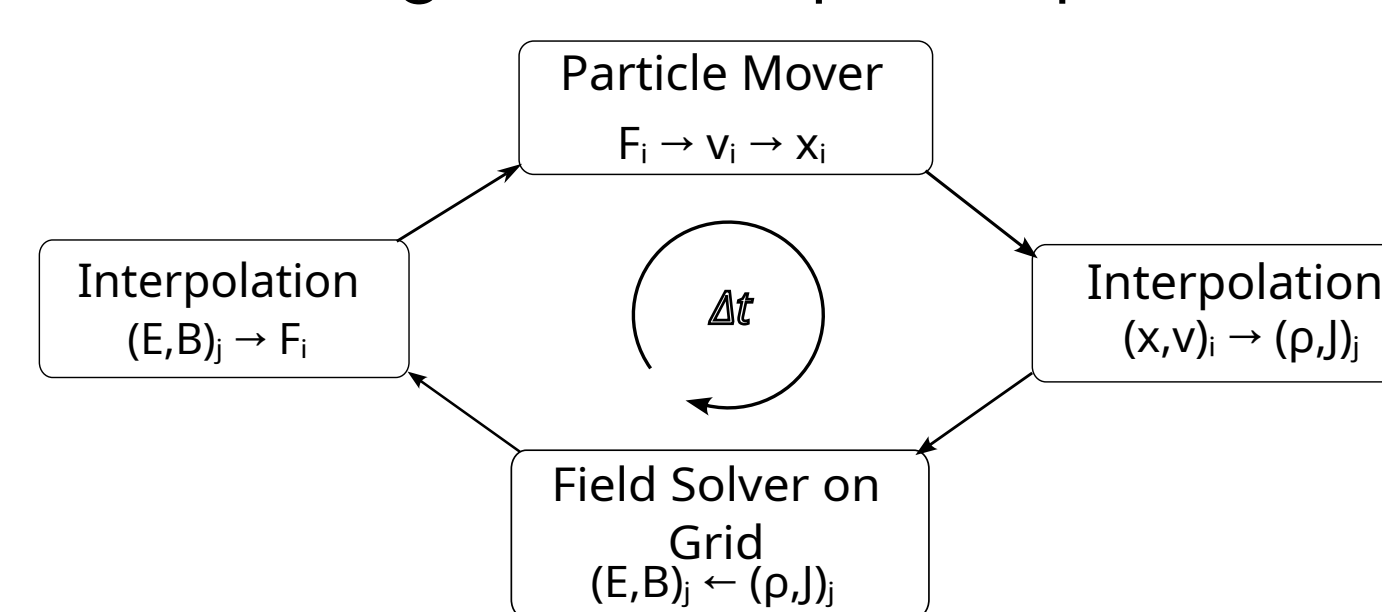 Particle Mover
Fᵢ → vᵢ → xᵢ
Interpolation
(E,B)ⱼ → Fᵢ
Δt
Interpolation
(x,v)ᵢ → (ρ,J)ⱼ
Field Solver on
Grid
(E,B)ⱼ ← (ρ,J)ⱼ